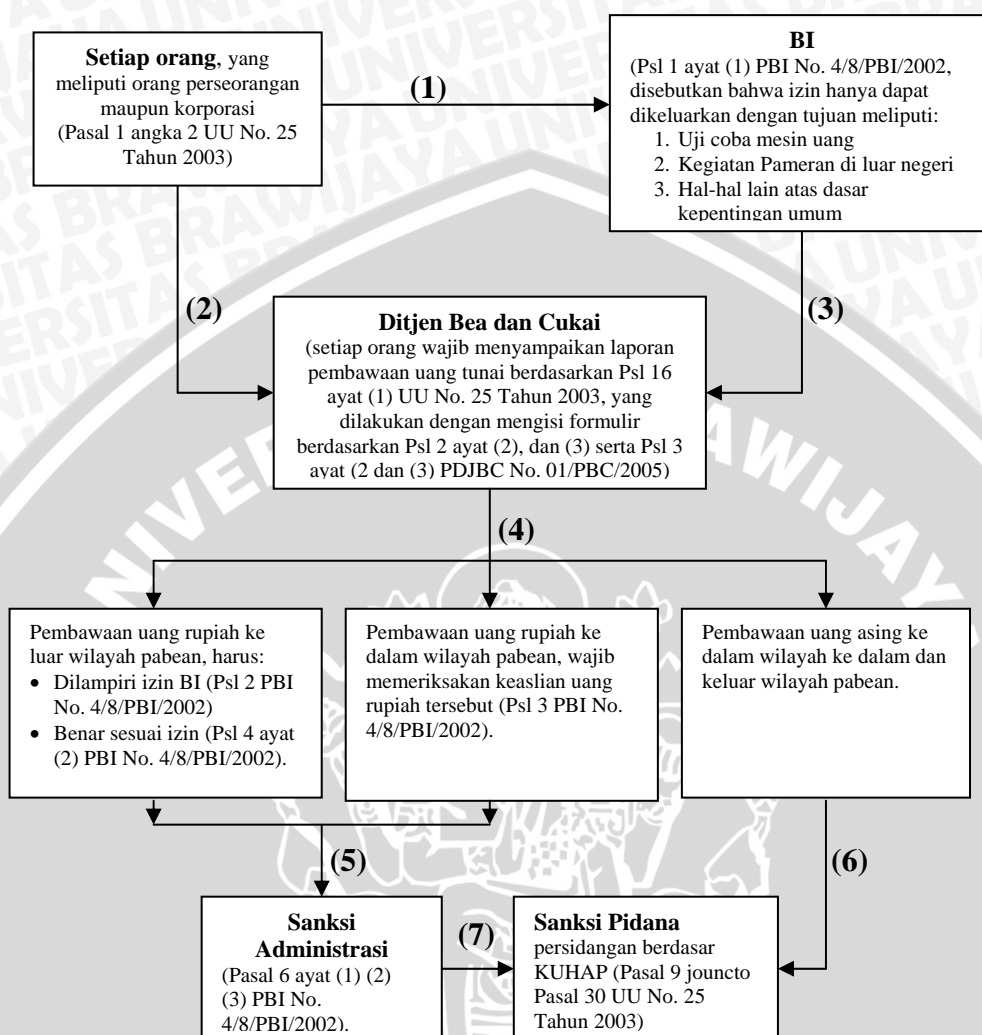 Setiap orang, yang
meliputi orang perseorangan
maupun korporasi
(Pasal 1 angka 2 UU No. 25
Tahun 2003)
(1)
BI
(Psl 1 ayat (1) PBI No. 4/8/PBI/2002,
disebutkan bahwa izin hanya dapat
dikeluarkan dengan tujuan meliputi:
1. Uji coba mesin uang
2. Kegiatan Pameran di luar negeri
3. Hal-hal lain atas dasar
kepentingan umum
(2)
(3)
Ditjen Bea dan Cukai
(setiap orang wajib menyampaikan laporan
pembawaan uang tunai berdasarkan Psl 16
ayat (1) UU No. 25 Tahun 2003, yang
dilakukan dengan mengisi formulir
berdasarkan Psl 2 ayat (2), dan (3) serta Psl 3
ayat (2 dan (3) PDJBC No. 01/PBC/2005)
(4)
Pembawaan uang rupiah ke
luar wilayah pabean, harus:
• Dilampiri izin BI (Psl 2 PBI
No. 4/8/PBI/2002)
• Benar sesuai izin (Psl 4 ayat
(2) PBI No. 4/8/PBI/2002).
Pembawaan uang rupiah ke
dalam wilayah pabean, wajib
memeriksakan keaslian uang
rupiah tersebut (Psl 3 PBI No.
4/8/PBI/2002).
Pembawaan uang asing ke
dalam wilayah ke dalam dan
keluar wilayah pabean.
(5)
(6)
Sanksi
Administrasi
(Pasal 6 ayat (1) (2)
(3) PBI No.
4/8/PBI/2002).
(7)
Sanksi Pidana
persidangan berdasar
KUHAP (Pasal 9 jouncto
Pasal 30 UU No. 25
Tahun 2003)